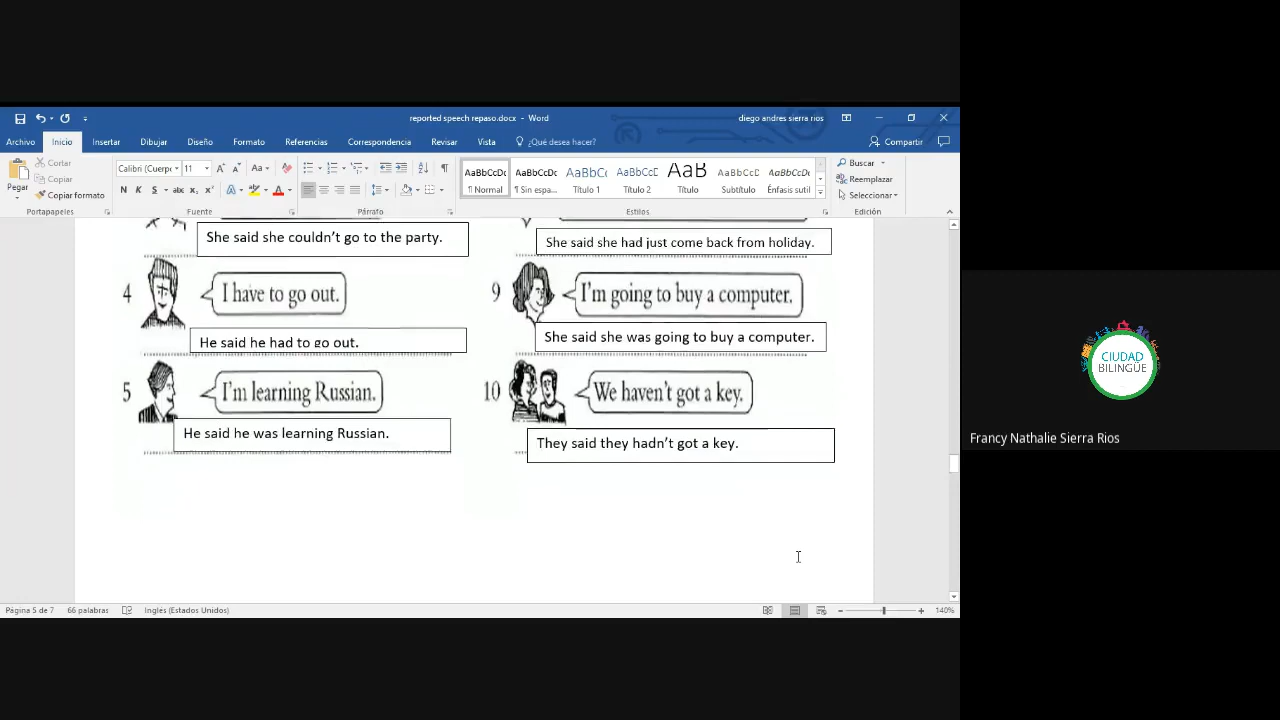 reported speech repaso.docx - Word
diego andres sierra rios
Archivo Inicio Insertar Dibujar Diseño Formato Referencias Correspondencia Revisar Vista ¿Qué desea hacer? Compartir
Pegar
Cortar
Copiar
Copiar formato
Portapapeles
Calibri (Cuerpo 11
N K S abc x₂ x²
Fuente
Párrafo
AaBbCcDc AaBbCcDc AaBbCc AaBbCcC AaB AaBbCcC AaBbCcDc
¶ Normal ¶ Sin espa... Título 1 Título 2 Título Subtítulo Énfasis sutil
Estilos
Buscar
Reemplazar
Seleccionar
Edición
She said she couldn't go to the party.
4 I have to go out.
He said he had to go out.
5 I'm learning Russian.
He said he was learning Russian.
She said she had just come back from holiday.
9 I'm going to buy a computer.
She said she was going to buy a computer.
10 We haven't got a key.
They said they hadn't got a key.
Página 5 de 7 66 palabras Inglés (Estados Unidos) 140%
CIUDAD
BILINGÜE
Francy Nathalie Sierra Rios